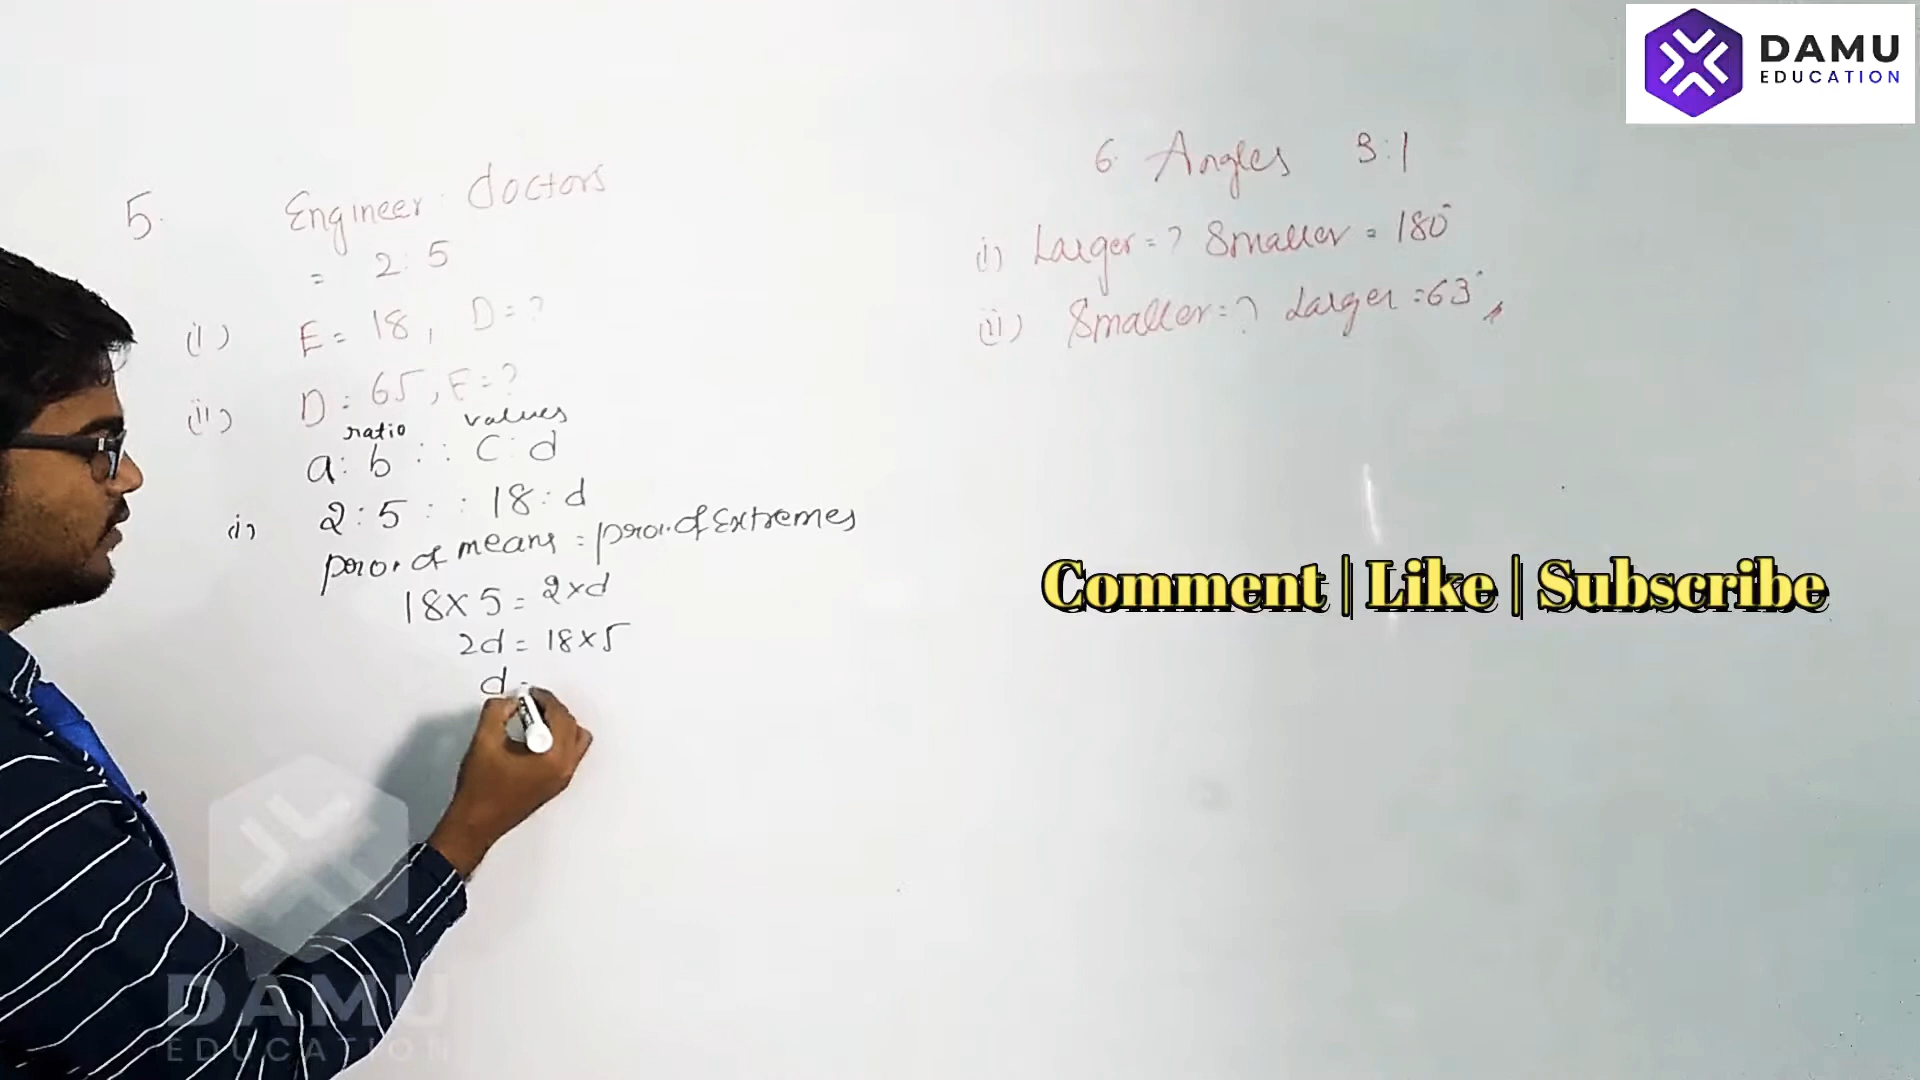 DAMU
EDUCATION
5. Engineer : doctors
= 2 : 5
(i) E = 18, D = ?
(ii) D = 65, E = ?
ratio values
a : b : : C : d
(i) 2 : 5 : : 18 : d
pro. of means = pro. of Extremes
18 x 5 = 2 x d
2d = 18 x 5
d =
6. Angles 3 : 1
i) Larger = ? Smaller = 180°
(ii) Smaller = ? Larger = 63°
Comment | Like | Subscribe
DAMU
EDUCATION